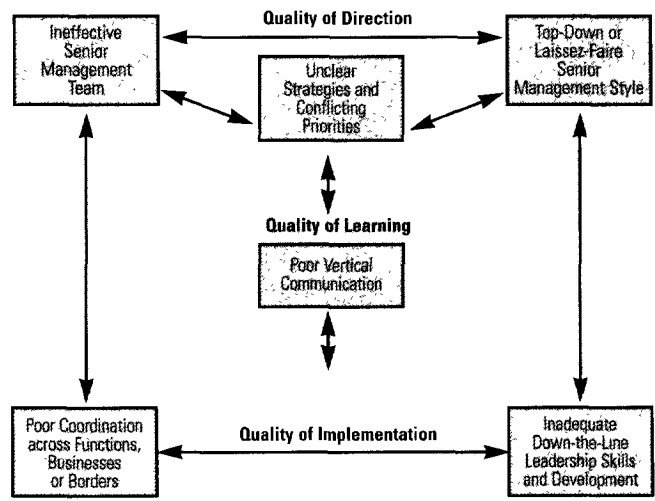 Quality of Direction
Ineffective
Senior
Management
Team
Unclear
Strategies and
Conflicting
Priorities
Top-Down or
Laissez-Faire
Senior
Management Style
Quality of Learning
Poor Vertical
Communication
Poor Coordination
across Functions,
Businesses
or Borders
Quality of Implementation
Inadequate
Down-the-Line
Leadership Skills
and Development